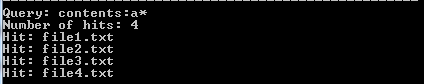 Query: contents:a*
Number of hits: 4
Hit: file1.txt
Hit: file2.txt
Hit: file3.txt
Hit: file4.txt